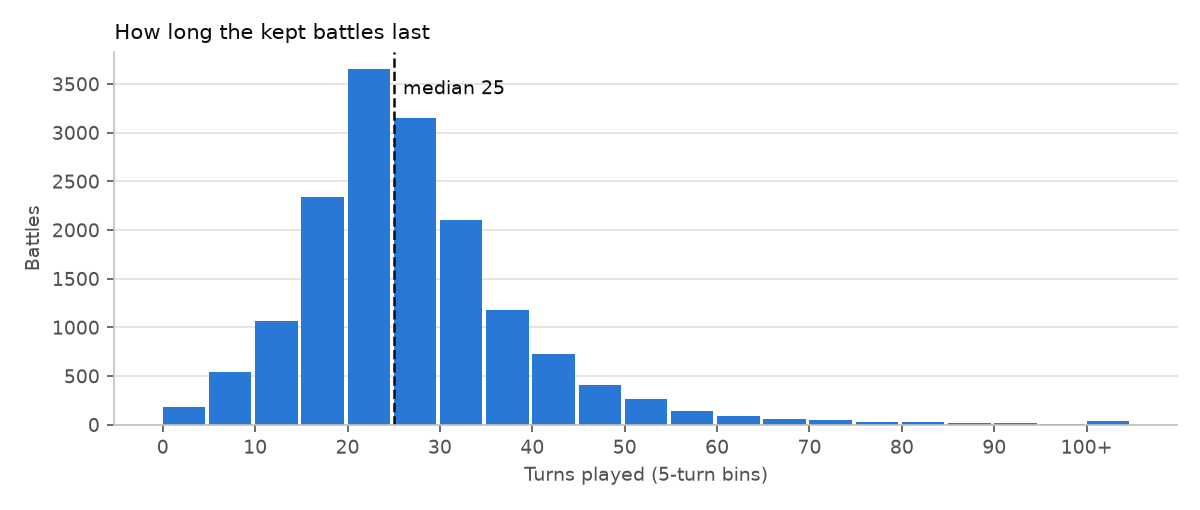 How long the kept battles last
median 25
3500
3000
2500
2000
1500
1000
500
0
Battles
0 10 20 30 40 50 60 70 80 90 100+
Turns played (5-turn bins)